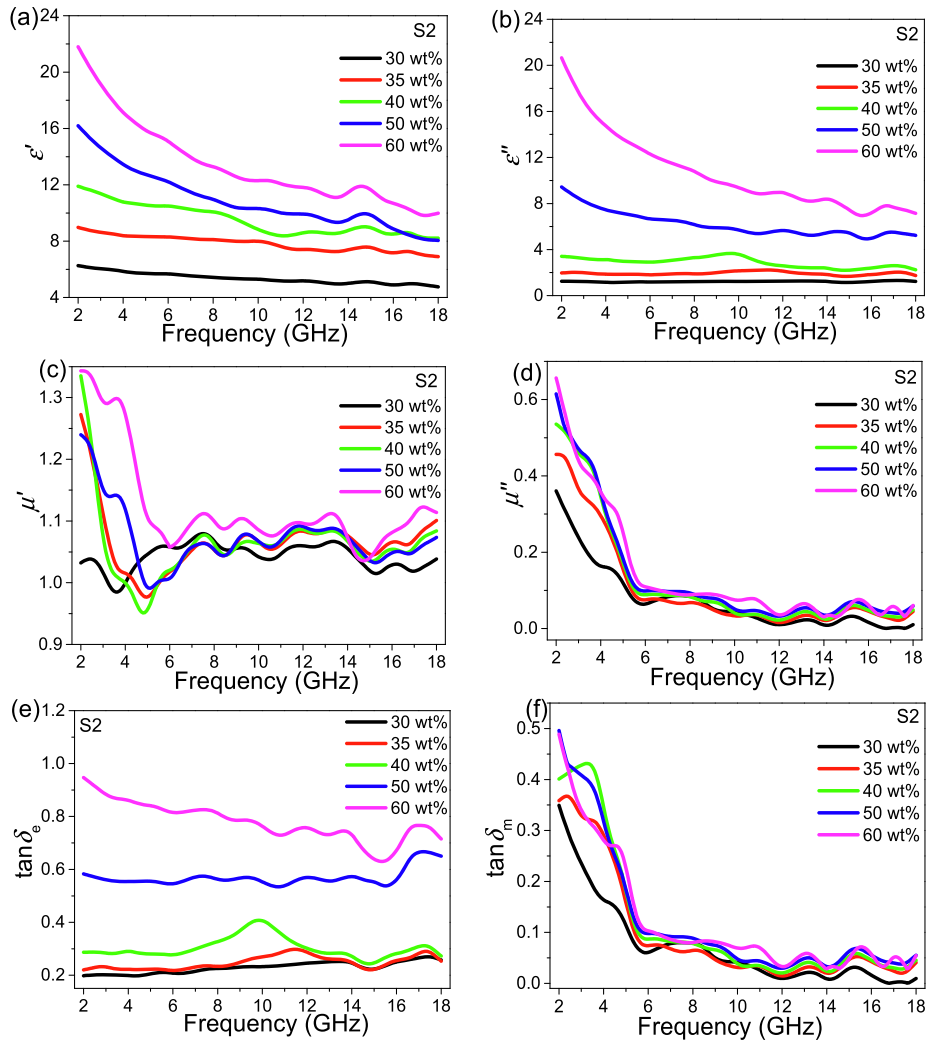 (a)
S2
30 wt%
35 wt%
40 wt%
50 wt%
60 wt%
24
20
16
12
8
4
ε′
2 4 6 8 10 12 14 16 18
Frequency (GHz)
(b)
S2
30 wt%
35 wt%
40 wt%
50 wt%
60 wt%
24
20
16
12
8
4
0
ε″
2 4 6 8 10 12 14 16 18
Frequency (GHz)
(c)
S2
30 wt%
35 wt%
40 wt%
50 wt%
60 wt%
1.3
1.2
1.1
1.0
0.9
μ′
2 4 6 8 10 12 14 16 18
Frequency (GHz)
(d)
S2
30 wt%
35 wt%
40 wt%
50 wt%
60 wt%
0.6
0.4
0.2
0.0
μ″
2 4 6 8 10 12 14 16 18
Frequency (GHz)
(e)
S2
30 wt%
35 wt%
40 wt%
50 wt%
60 wt%
1.2
1.0
0.8
0.6
0.4
0.2
tanδe
2 4 6 8 10 12 14 16 18
Frequency (GHz)
(f)
S2
30 wt%
35 wt%
40 wt%
50 wt%
60 wt%
0.5
0.4
0.3
0.2
0.1
0.0
tanδm
2 4 6 8 10 12 14 16 18
Frequency (GHz)